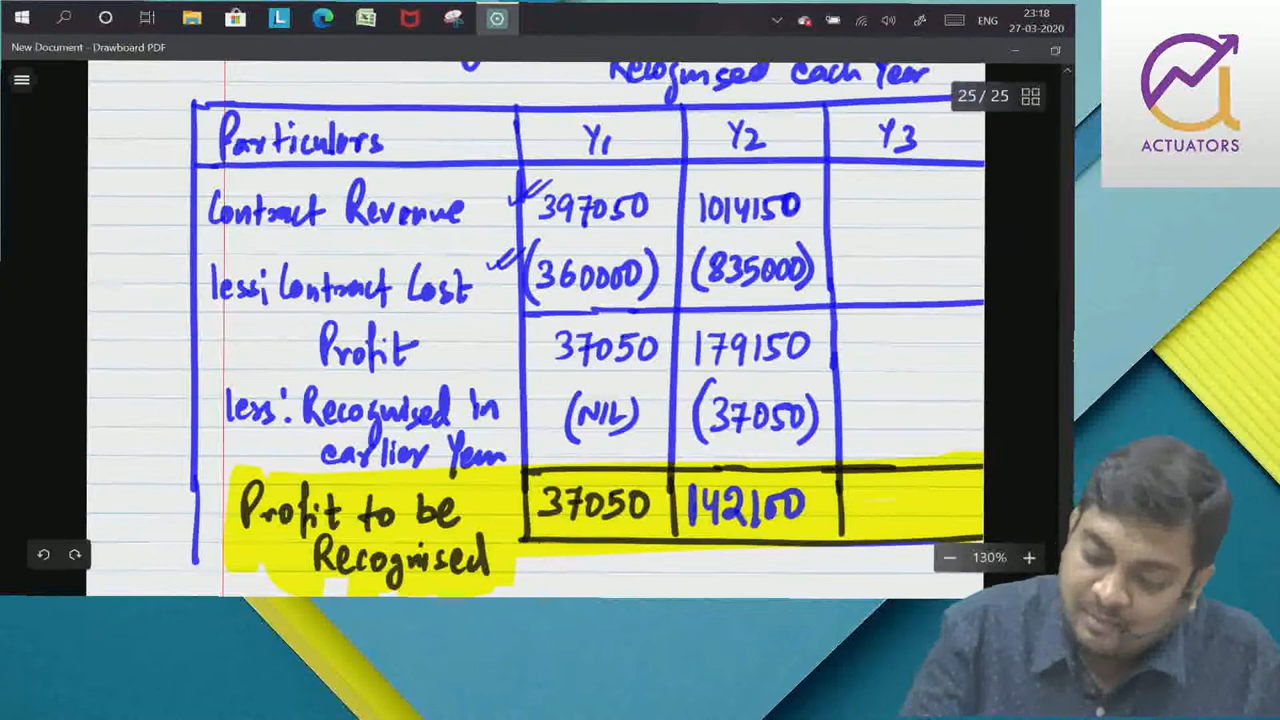 23:18
ENG
27-03-2020
New Document - Drawboard PDF
Recognised each Year
25 / 25
Particulars Y1 Y2 Y3
Contract Revenue 397050 1014150
less; Contract Cost (360000) (835000)
Profit 37050 179150
less: Recognised in (NIL) (37050)
earlier Year
Profit to be 37050 142100
Recognised
130%
ACTUATORS